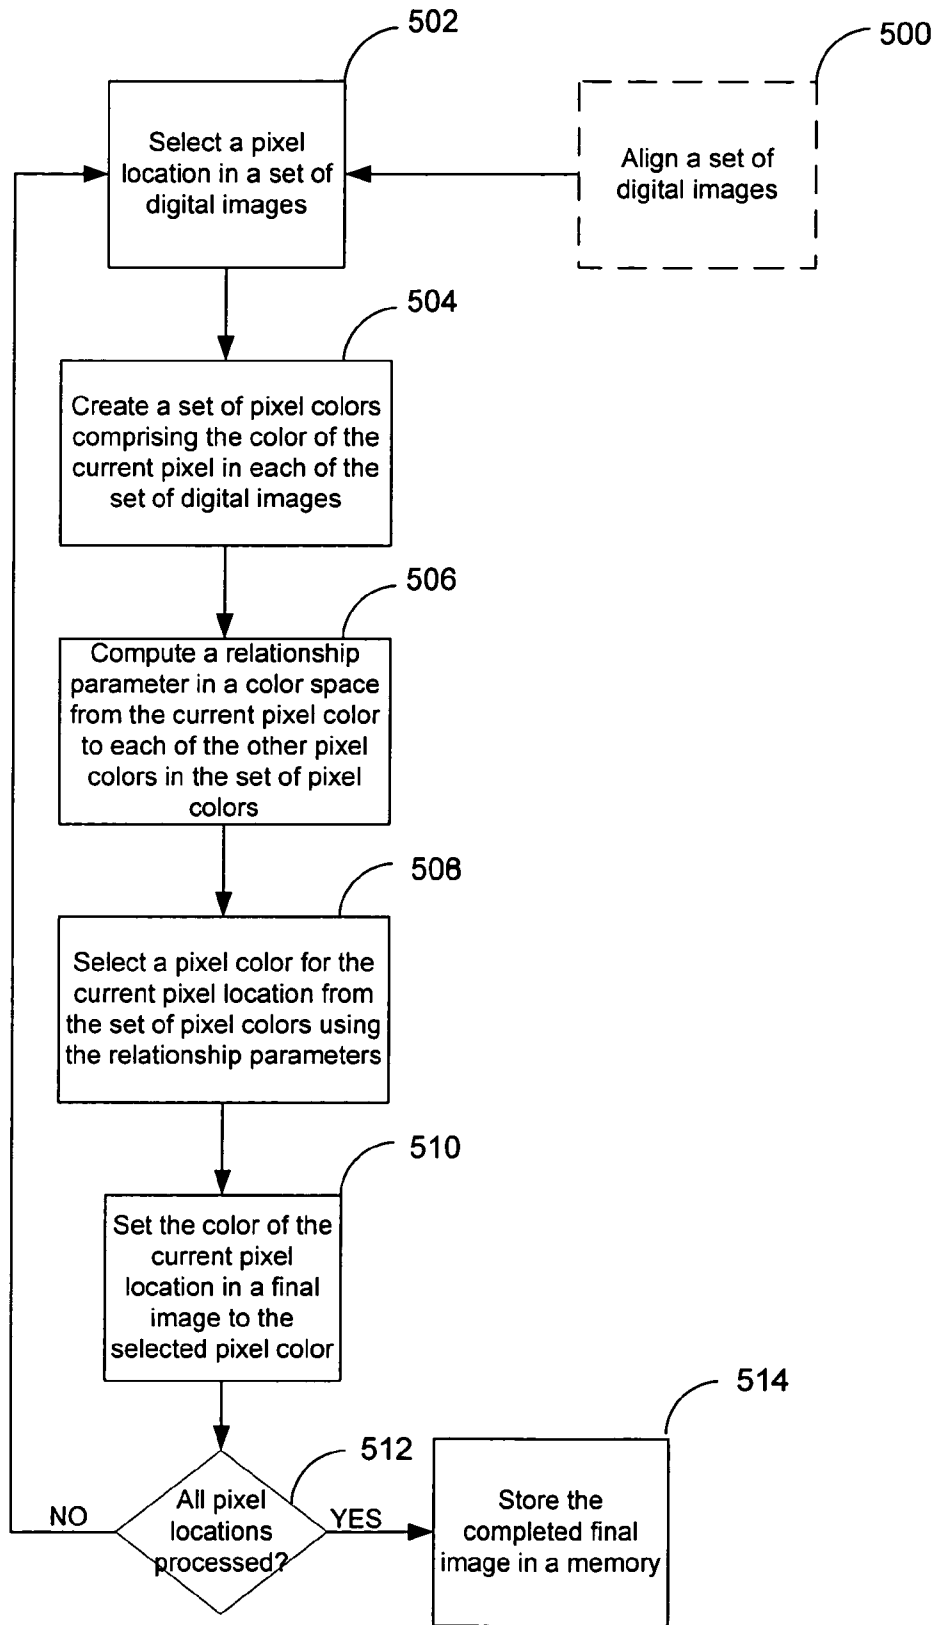 502
500
Select a pixel
location in a set of
digital images
Align a set of
digital images
504
Create a set of pixel colors
comprising the color of the
current pixel in each of the
set of digital images
506
Compute a relationship
parameter in a color space
from the current pixel color
to each of the other pixel
colors in the set of pixel
colors
508
Select a pixel color for the
current pixel location from
the set of pixel colors using
the relationship parameters
510
Set the color of the
current pixel
location in a final
image to the
selected pixel color
514
512
All pixel
locations
processed?
NO
YES
Store the
completed final
image in a memory